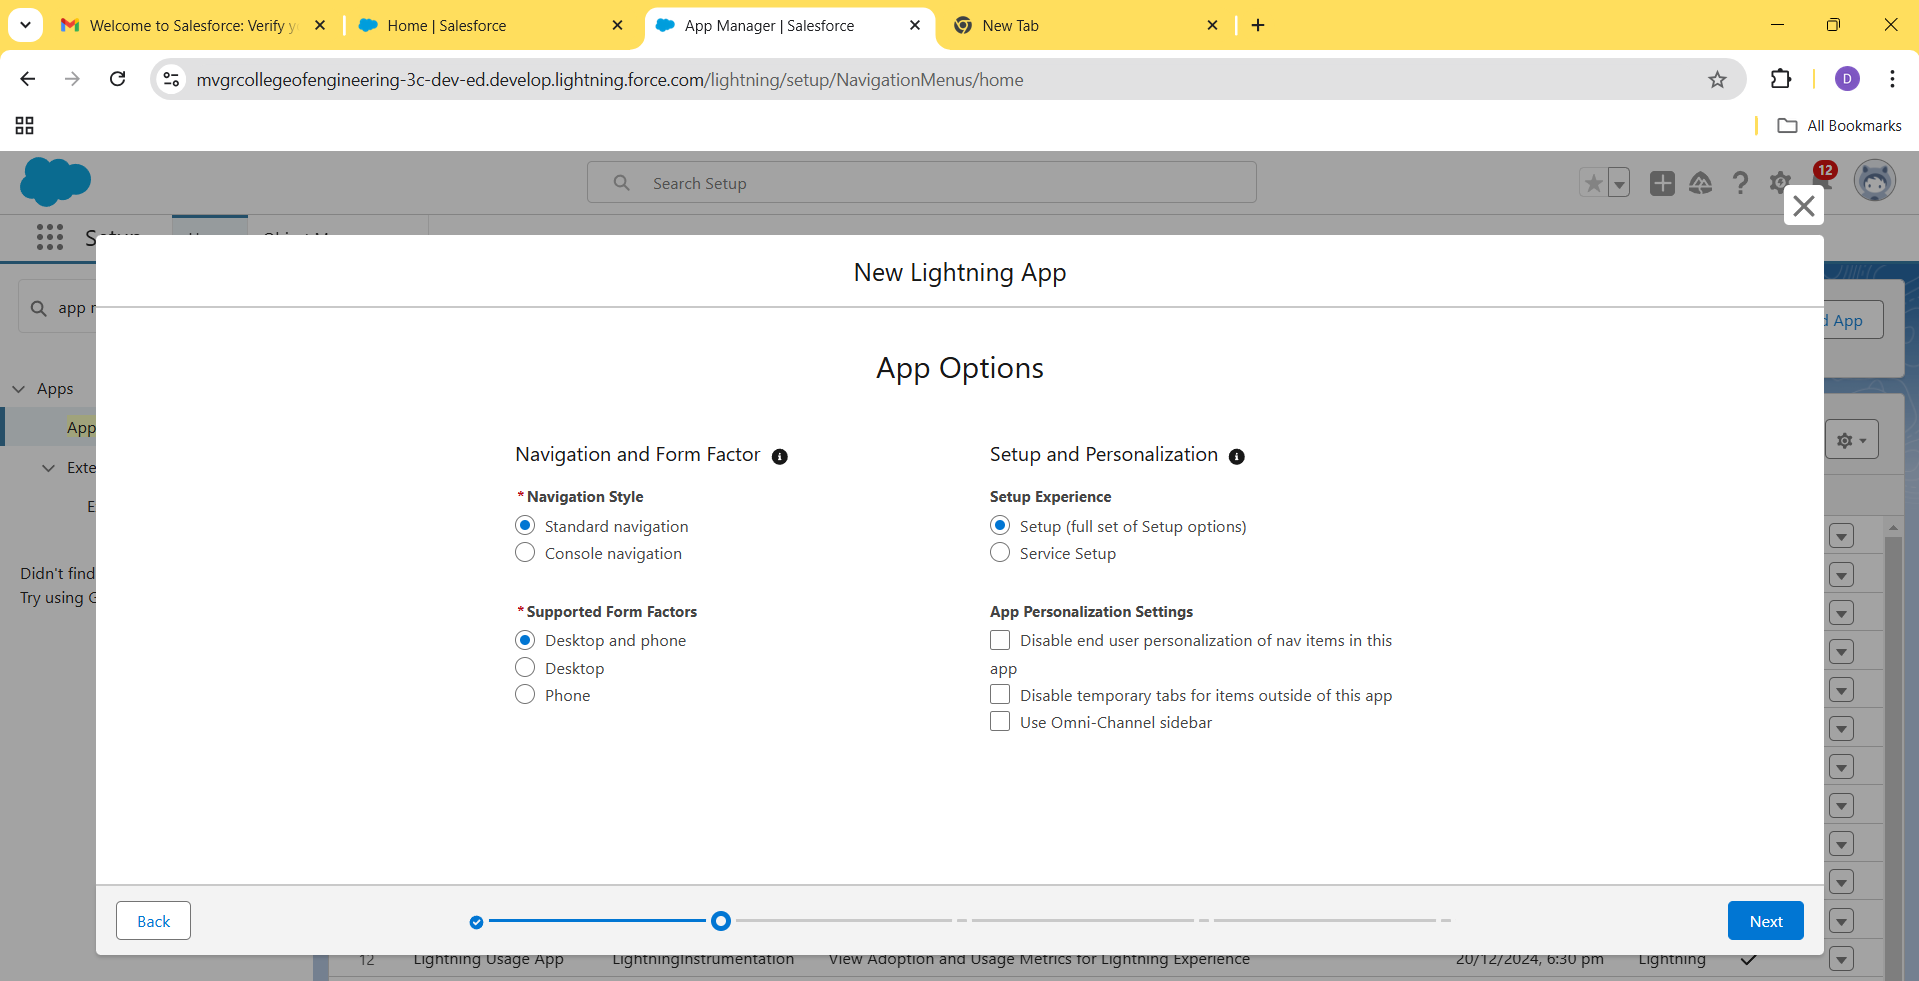 Welcome to Salesforce: Verify y
Home | Salesforce
App Manager | Salesforce
New Tab
mvgrcollegeofengineering-3c-dev-ed.develop.lightning.force.com/lightning/setup/NavigationMenus/home
D
All Bookmarks
Search Setup
12
New Lightning App
app
d App
App Options
Apps
App
Navigation and Form Factor
Setup and Personalization
Exte
*Navigation Style
Setup Experience
E
Standard navigation
Setup (full set of Setup options)
Console navigation
Service Setup
Didn't find
Try using G
*Supported Form Factors
App Personalization Settings
Desktop and phone
Disable end user personalization of nav items in this
app
Desktop
Phone
Disable temporary tabs for items outside of this app
Use Omni-Channel sidebar
Back
Next
12 Lightning Usage App LightningInstrumentation View Adoption and Usage Metrics for Lightning Experience 20/12/2024, 6:30 pm Lightning